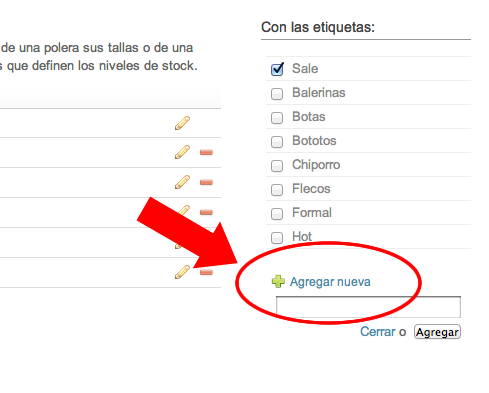 Con las etiquetas:
de una polera sus tallas o de una
s que definen los niveles de stock.
Sale
Balerinas
Botas
Bototos
Chiporro
Flecos
Formal
Hot
Agregar nueva
Cerrar o Agregar